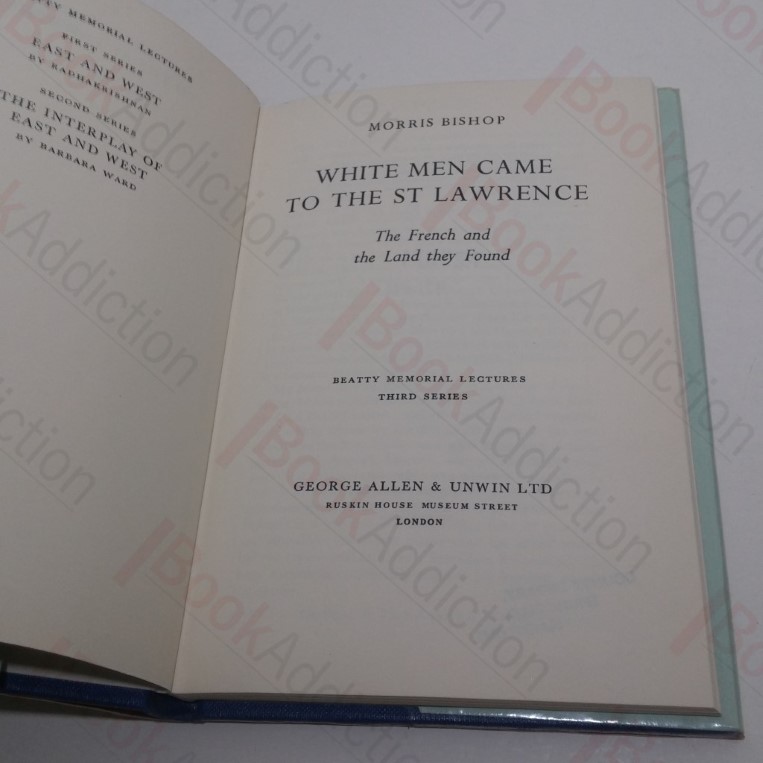 BEATTY MEMORIAL LECTURES
FIRST SERIES
EAST AND WEST
BY RADHAKRISHNAN
SECOND SERIES
THE INTERPLAY OF
EAST AND WEST
BY BARBARA WARD
MORRIS BISHOP
WHITE MEN CAME
TO THE ST LAWRENCE
The French and
the Land they Found
BEATTY MEMORIAL LECTURES
THIRD SERIES
GEORGE ALLEN & UNWIN LTD
RUSKIN HOUSE MUSEUM STREET
LONDON
BookAddiction